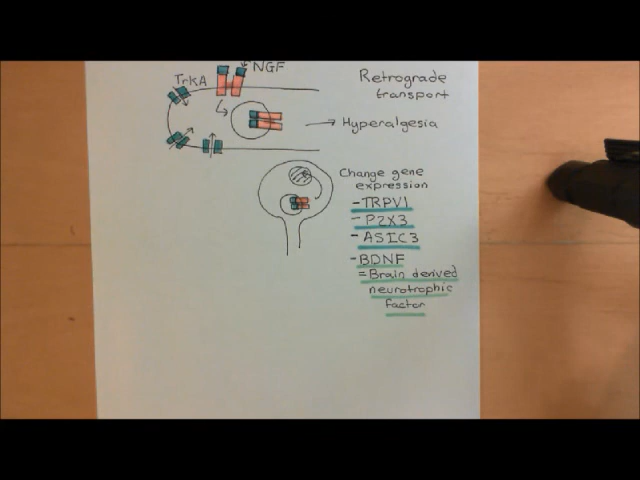 NGF
TrkA
Retrograde
transport
→ Hyperalgesia
Change gene
expression
- TRPV1
- P2X3
- ASIC3
- BDNF
= Brain derived
neurotrophic
factor